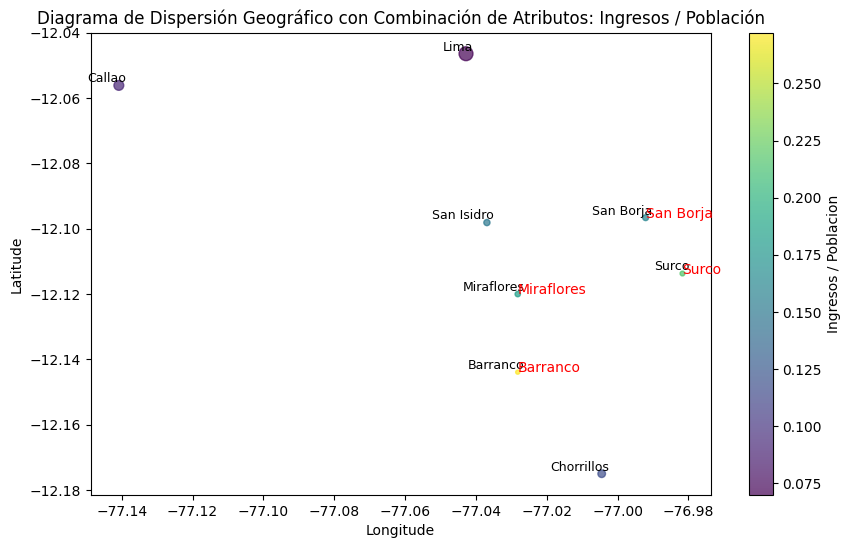 Diagrama de Dispersión Geográfico con Combinación de Atributos: Ingresos / Población
−12.04
−12.06
−12.08
−12.10
−12.12
−12.14
−12.16
−12.18
Latitude
Lima
Callao
San Isidro
San Borja San Borja
Surco Surco
Miraflores Miraflores
Barranco Barranco
Chorrillos
−77.14 −77.12 −77.10 −77.08 −77.06 −77.04 −77.02 −77.00 −76.98
Longitude
0.250
0.225
0.200
0.175
0.150
0.125
0.100
0.075
Ingresos / Poblacion